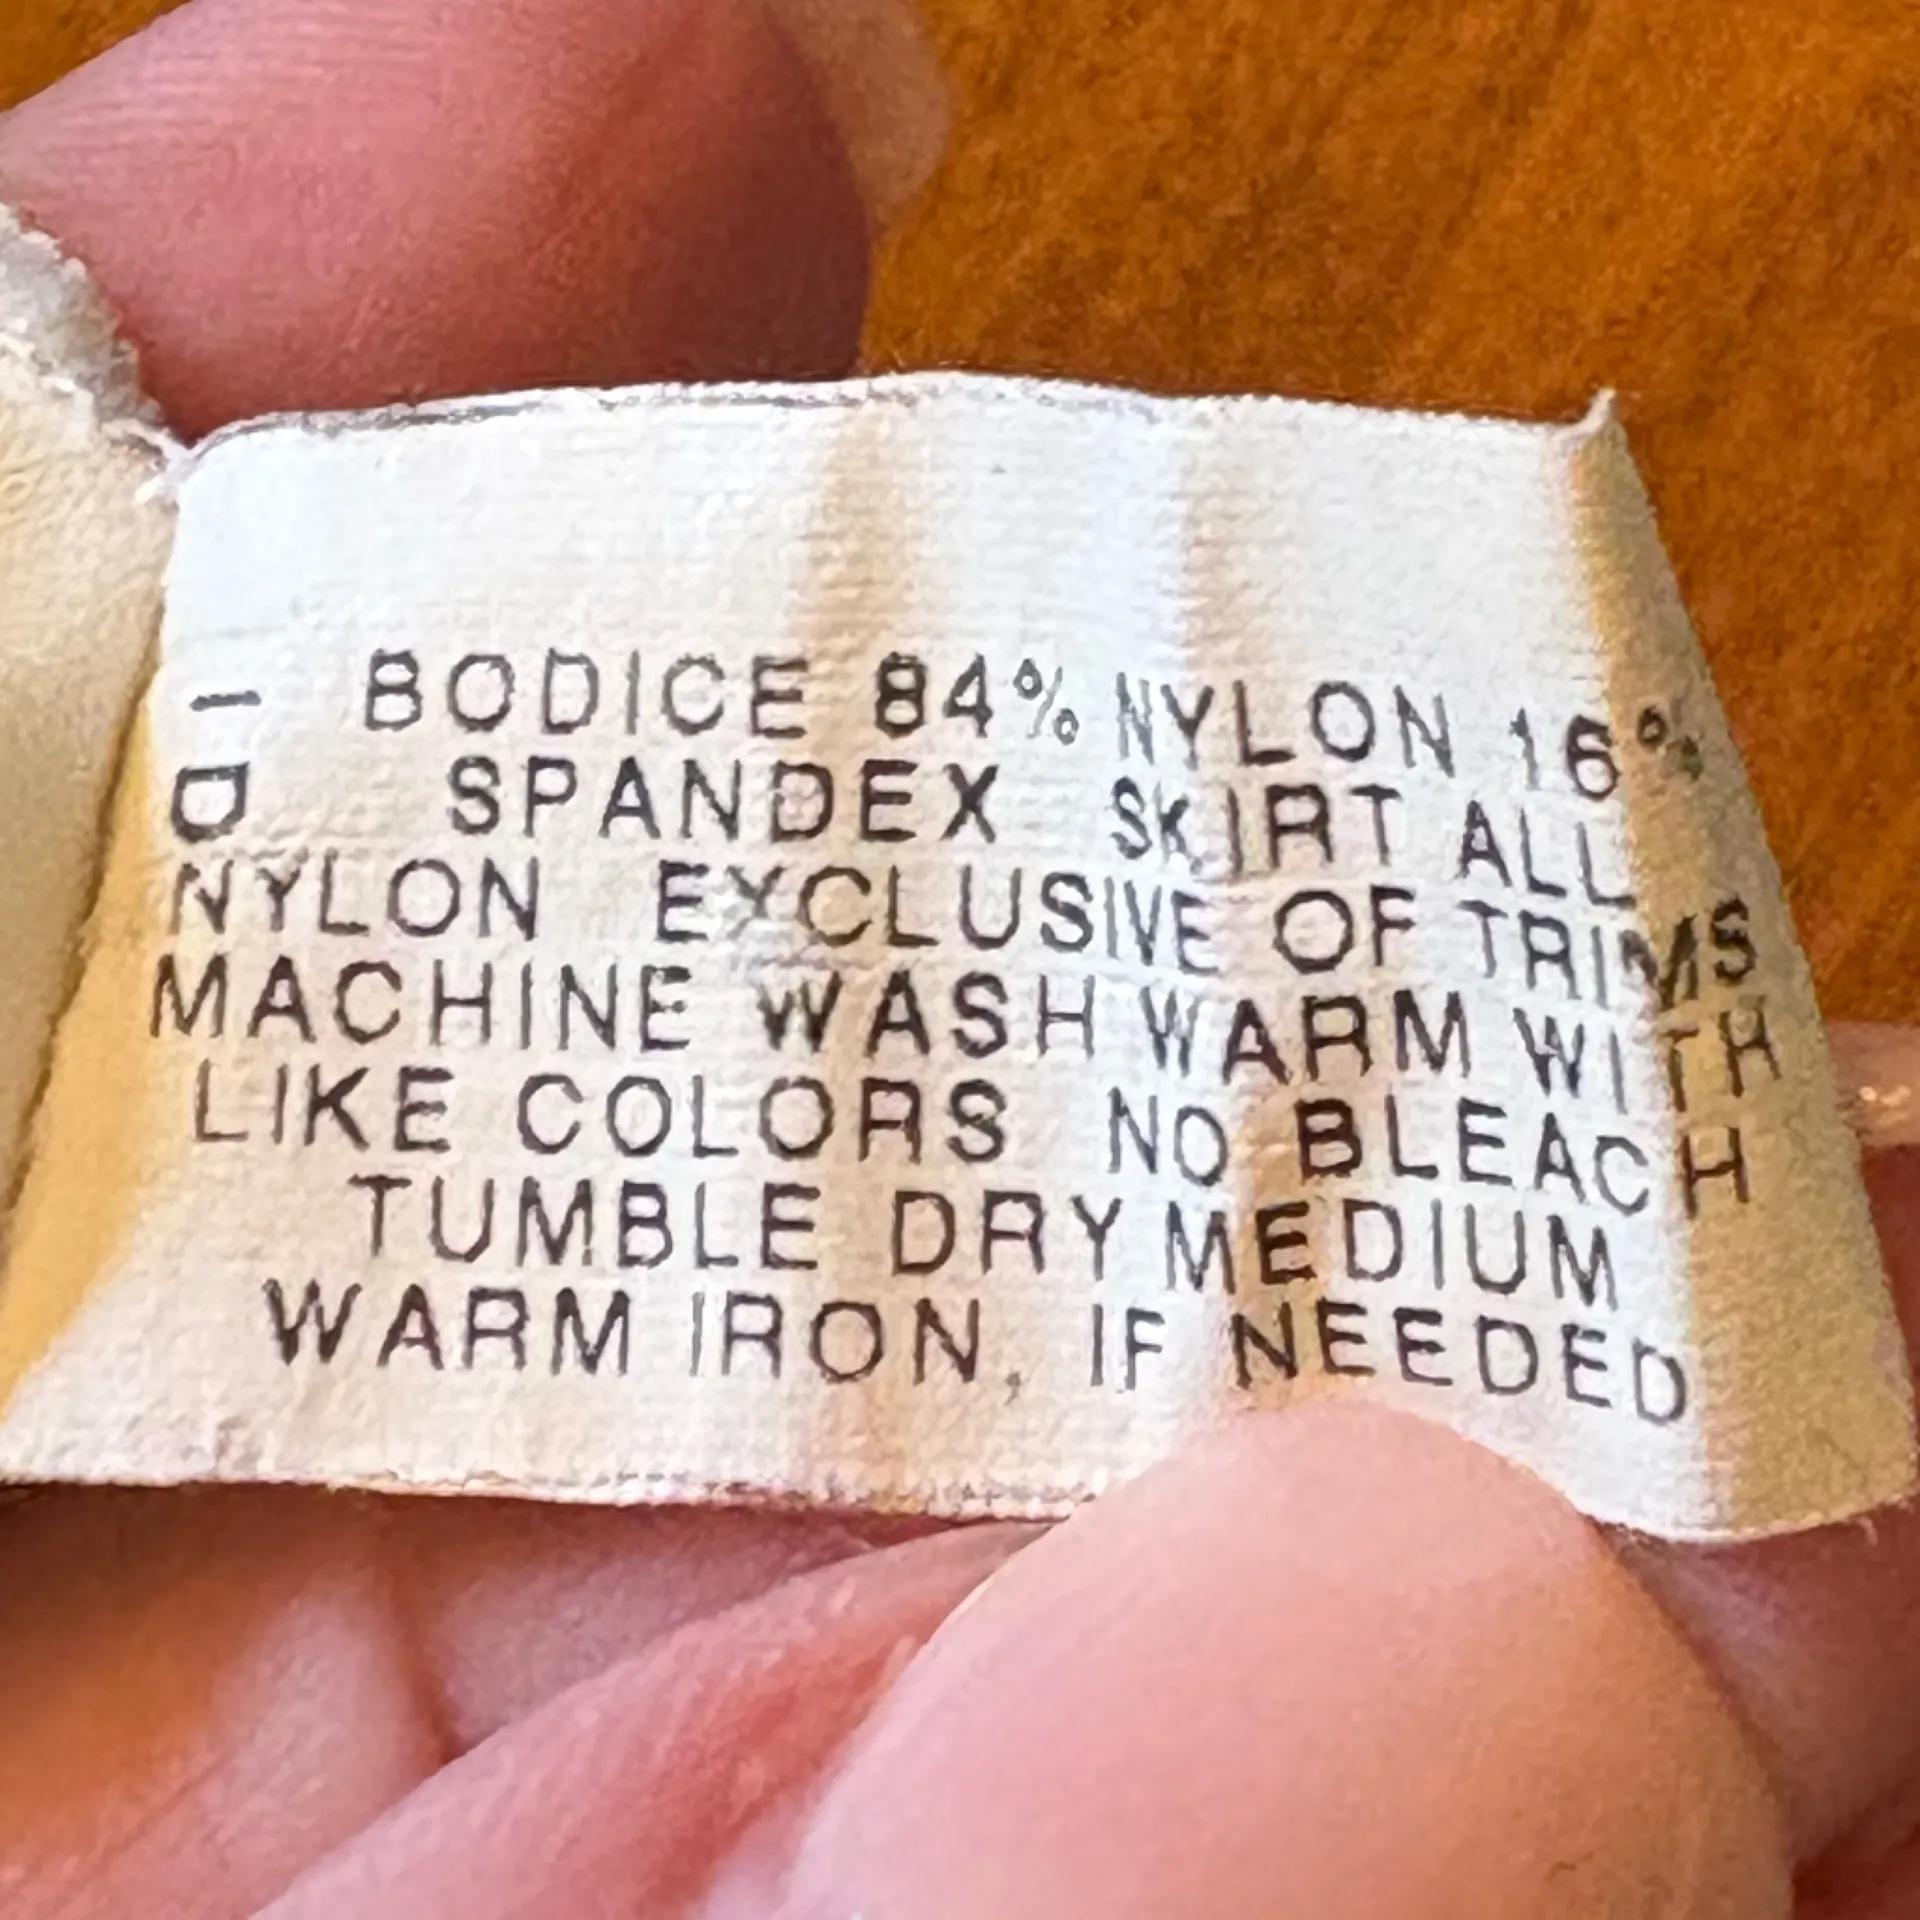 BODICE 84% NYLON 16%
SPANDEX SKIRT ALL
NYLON EXCLUSIVE OF TRIMS
MACHINE WASH WARM WITH
LIKE COLORS NO BLEACH
TUMBLE DRY MEDIUM
WARM IRON, IF NEEDED